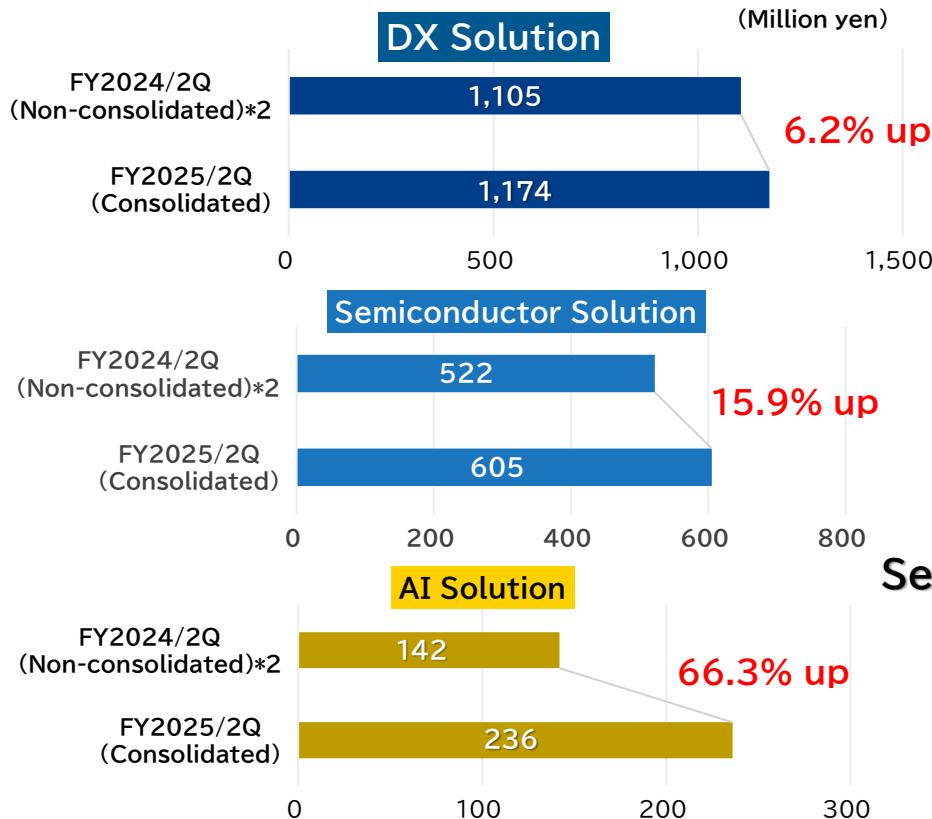 (Million yen)
DX Solution
FY2024/2Q
(Non-consolidated)*2
1,105
6.2% up
FY2025/2Q
(Consolidated)
1,174
0 500 1,000 1,500
Semiconductor Solution
FY2024/2Q
(Non-consolidated)*2
522
15.9% up
FY2025/2Q
(Consolidated)
605
0 200 400 600 800
Se
AI Solution
FY2024/2Q
(Non-consolidated)*2
142
66.3% up
FY2025/2Q
(Consolidated)
236
0 100 200 300